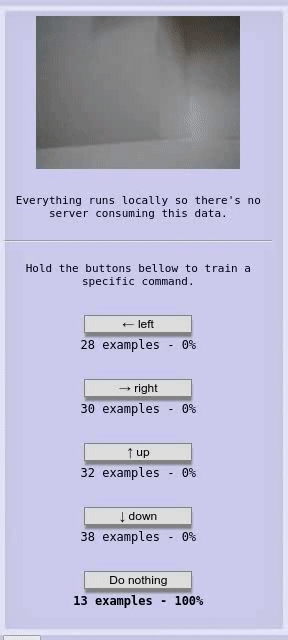 Everything runs locally so there's no
server consuming this data.
Hold the buttons bellow to train a
specific command.
← left
28 examples - 0%
→ right
30 examples - 0%
↑ up
32 examples - 0%
↓ down
38 examples - 0%
Do nothing
13 examples - 100%